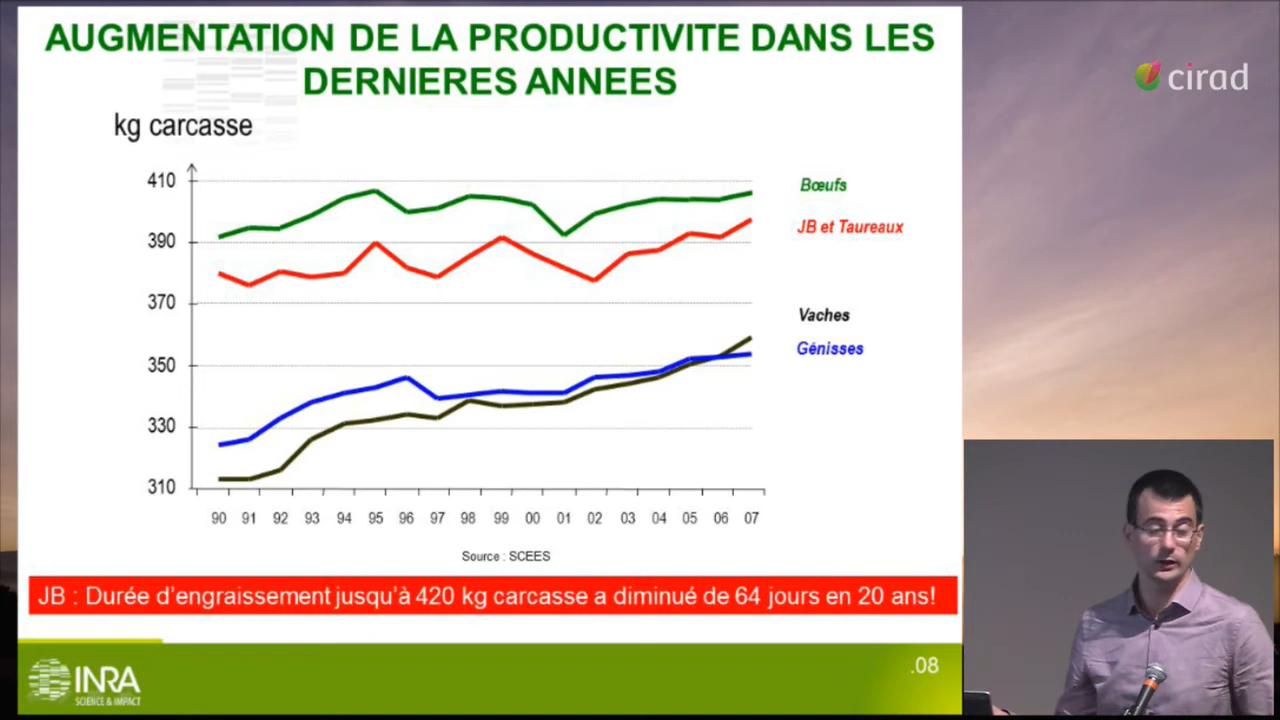 AUGMENTATION DE LA PRODUCTIVITE DANS LES
DERNIERES ANNEES
cirad
kg carcasse
410
390
370
350
330
310
Bœufs
JB et Taureaux
Vaches
Génisses
90 91 92 93 94 95 96 97 98 99 00 01 02 03 04 05 06 07
Source : SCEES
JB : Durée d'engraissement jusqu'à 420 kg carcasse a diminué de 64 jours en 20 ans!
INRA
SCIENCE & IMPACT
.08